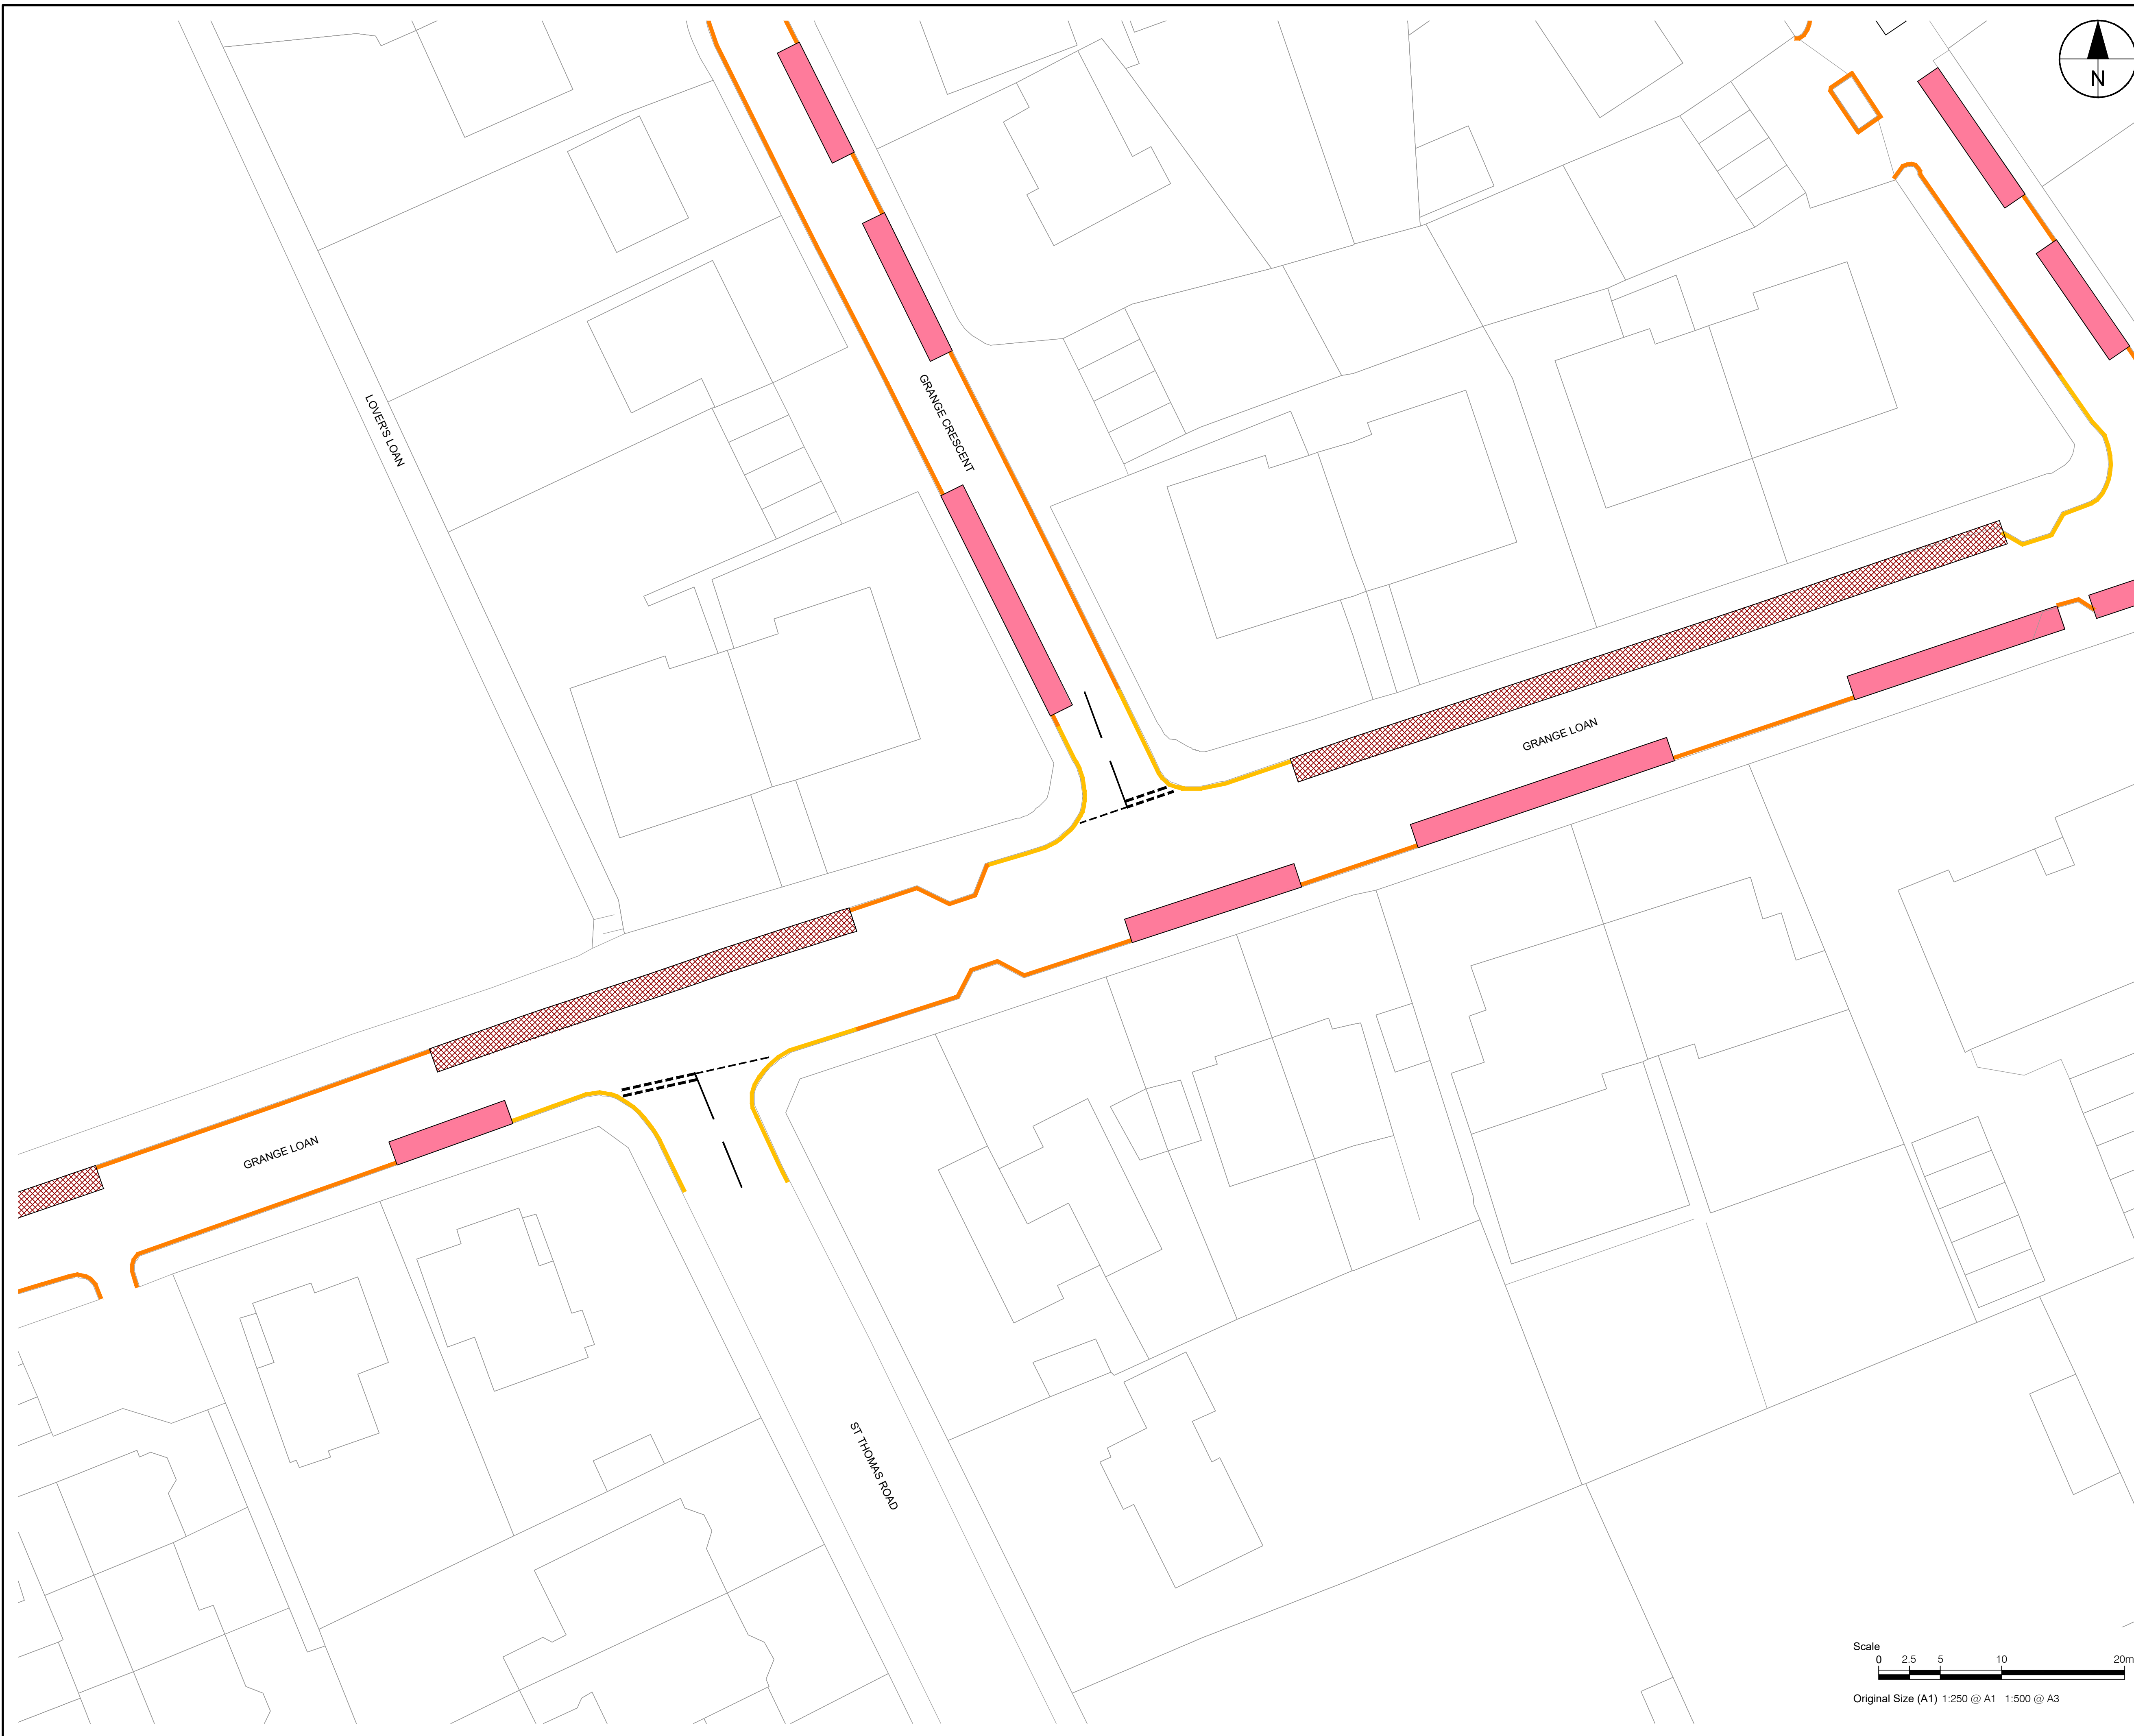 N
LOVER'S LOAN
GRANGE CRESCENT
GRANGE LOAN
GRANGE LOAN
ST THOMAS ROAD
Scale
0 2.5 5 10 20m
Original Size (A1) 1:250 @ A1 1:500 @ A3